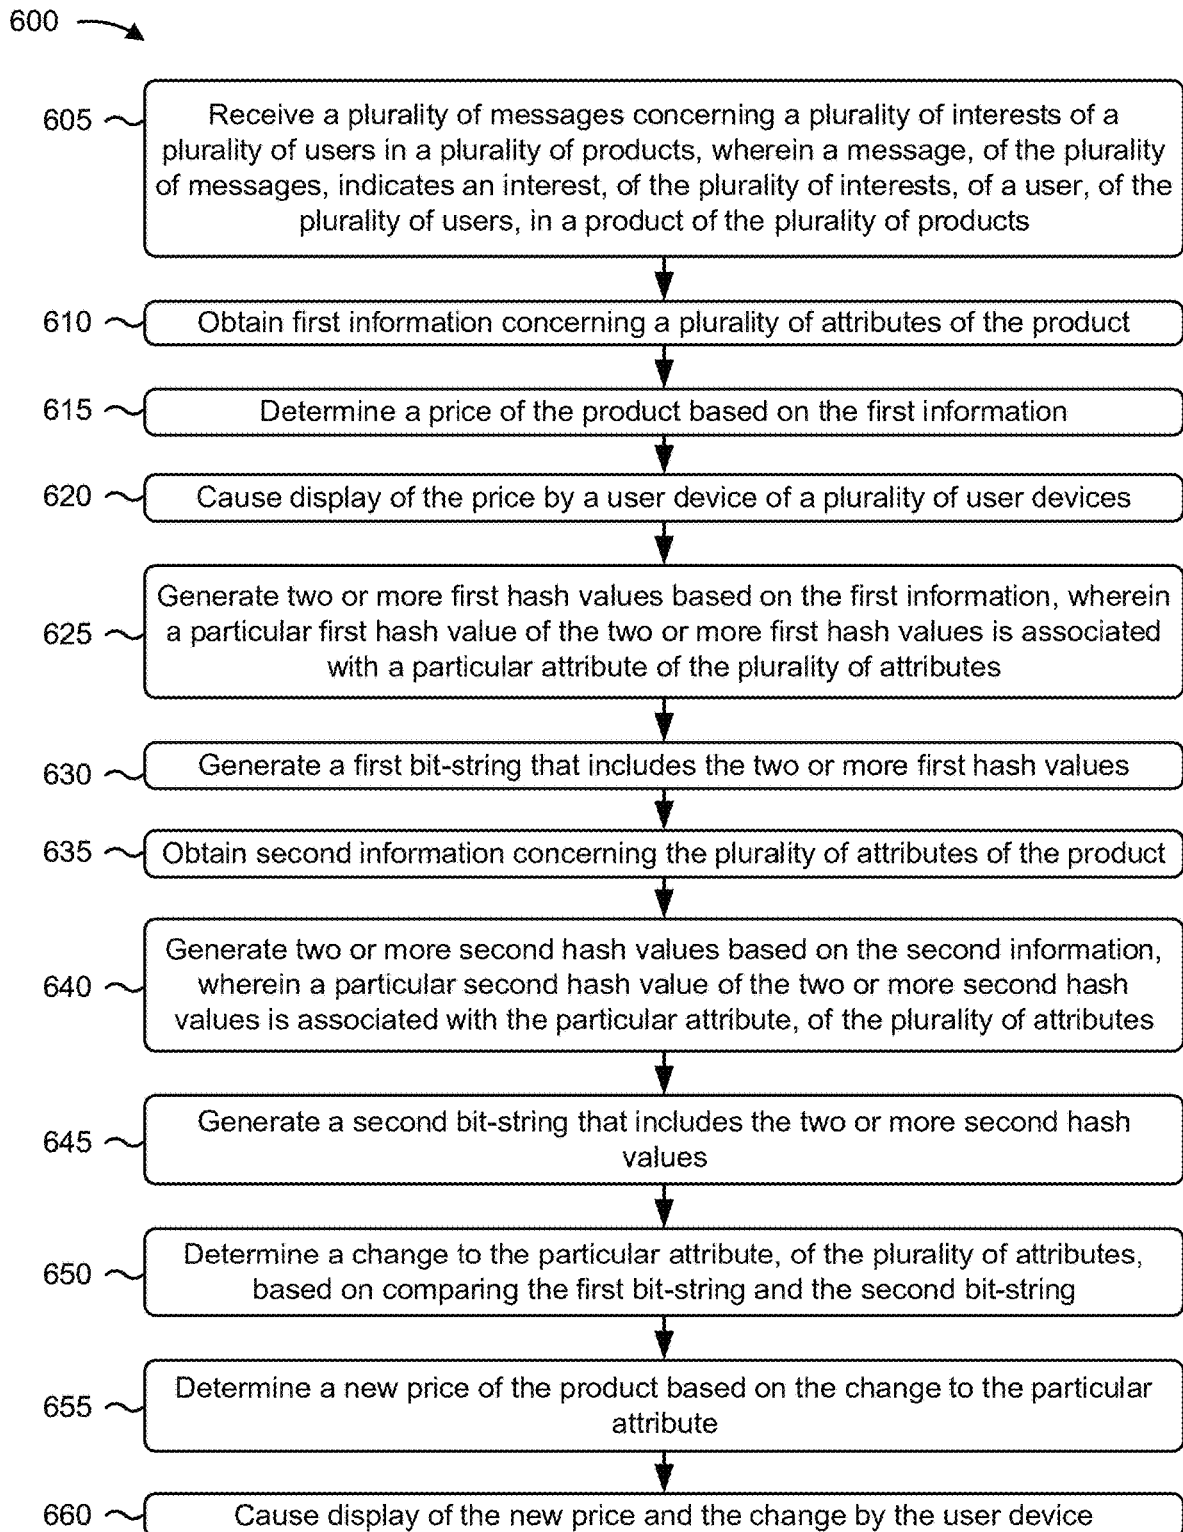 600
605
Receive a plurality of messages concerning a plurality of interests of a
plurality of users in a plurality of products, wherein a message, of the plurality
of messages, indicates an interest, of the plurality of interests, of a user, of the
plurality of users, in a product of the plurality of products
610
Obtain first information concerning a plurality of attributes of the product
615
Determine a price of the product based on the first information
620
Cause display of the price by a user device of a plurality of user devices
625
Generate two or more first hash values based on the first information, wherein
a particular first hash value of the two or more first hash values is associated
with a particular attribute of the plurality of attributes
630
Generate a first bit-string that includes the two or more first hash values
635
Obtain second information concerning the plurality of attributes of the product
640
Generate two or more second hash values based on the second information,
wherein a particular second hash value of the two or more second hash
values is associated with the particular attribute, of the plurality of attributes
645
Generate a second bit-string that includes the two or more second hash
values
650
Determine a change to the particular attribute, of the plurality of attributes,
based on comparing the first bit-string and the second bit-string
655
Determine a new price of the product based on the change to the particular
attribute
660
Cause display of the new price and the change by the user device